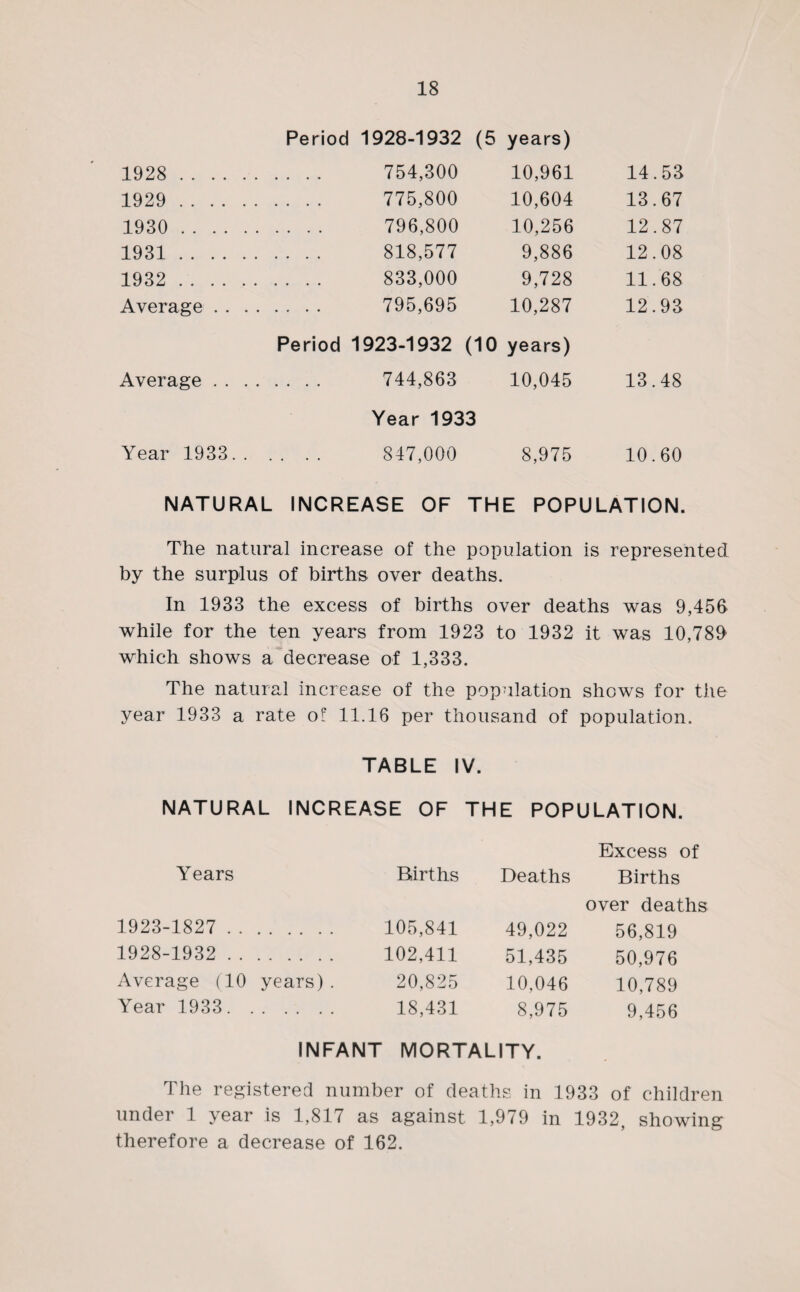 18
Period 1928-1932 (5 years)
1928 . . . . . . . . . . 754,300 10,961 14.53
1929 . . . . . . . . . . 775,800 10,604 13.67
1930 . . . . . . . . . . 796,800 10,256 12.87
1931 . . . . . . . . . . 818,577 9,886 12.08
1932 . . . . . . . . . . 833,000 9,728 11.68
Average . . . . . . . . 795,695 10,287 12.93
Period 1923-1932 (10 years)
Average . . . . . . . . 744,863 10,045 13.48
Year 1933
Year 1933. . . . . . . 847,000 8,975 10.60
NATURAL INCREASE OF THE POPULATION.
The natural increase of the population is represented
by the surplus of births over deaths.
In 1933 the excess of births over deaths was 9,456
while for the ten years from 1923 to 1932 it was 10,789
which shows a decrease of 1,333.
The natural increase of the population shows for the
year 1933 a rate of 11.16 per thousand of population.
TABLE IV.
NATURAL INCREASE OF THE POPULATION.
Excess of
Years Births Deaths Births
over deaths
1923-1827 . . . . . . . . 105,841 49,022 56,819
1928-1932 . . . . . . . . 102,411 51,435 50,976
Average (10 years) . 20,825 10,046 10,789
Year 1933. . . . . . . 18,431 8,975 9,456
INFANT MORTALITY.
The registered number of deaths in 1933 of children
under 1 year is 1,817 as against 1,979 in 1932, showing
therefore a decrease of 162.